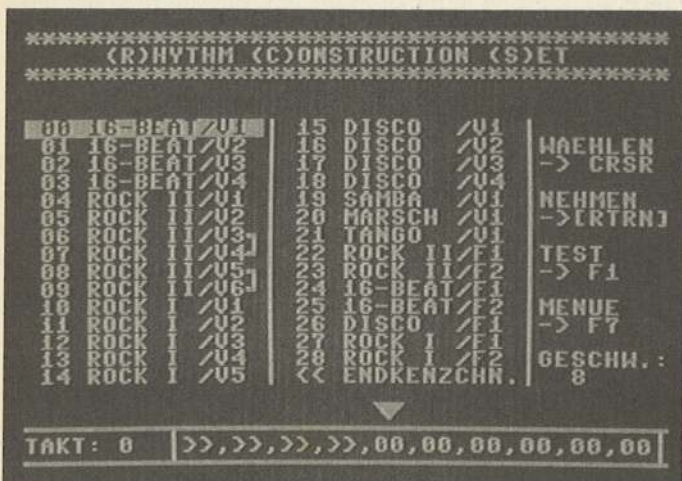 ****************************************
(R)HYTHM (C)ONSTRUCTION (S)ET
****************************************
00 16-BEAT/V1
01 16-BEAT/V2
02 16-BEAT/V3
03 16-BEAT/V4
04 ROCK II/V1
05 ROCK II/V2
06 ROCK II/V3
07 ROCK II/V4
08 ROCK II/V5
09 ROCK II/V6
10 ROCK I /V1
11 ROCK I /V2
12 ROCK I /V3
13 ROCK I /V4
14 ROCK I /V5
15 DISCO /V1
16 DISCO /V2
17 DISCO /V3
18 DISCO /V4
19 SAMBA /V1
20 MARSCH /V1
21 TANGO /V1
22 ROCK II/F1
23 ROCK II/F2
24 16-BEAT/F1
25 16-BEAT/F2
26 DISCO /F1
27 ROCK I /F1
28 ROCK I /F2
<< ENDKENZCHN.
WAEHLEN
-> CRSR
NEHMEN
->[RTRN]
TEST
-> F1
MENUE
-> F7
GESCHW.:
8
TAKT: 0 >>,>>,>>,>>,00,00,00,00,00,00